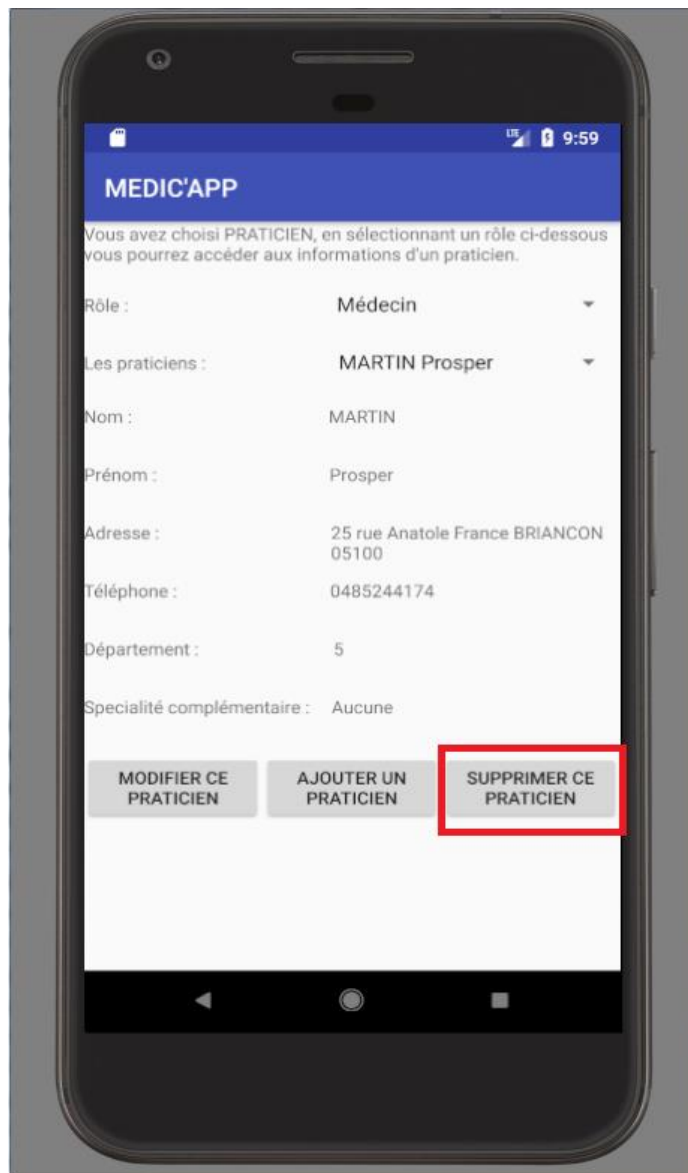 LTE 9:59
MEDIC'APP
Vous avez choisi PRATICIEN, en sélectionnant un rôle ci-dessous
vous pourrez accéder aux informations d'un praticien.
Rôle : Médecin
Les praticiens : MARTIN Prosper
Nom : MARTIN
Prénom : Prosper
Adresse : 25 rue Anatole France BRIANCON
05100
Téléphone : 0485244174
Département : 5
Specialité complémentaire : Aucune
MODIFIER CE
PRATICIEN
AJOUTER UN
PRATICIEN
SUPPRIMER CE
PRATICIEN